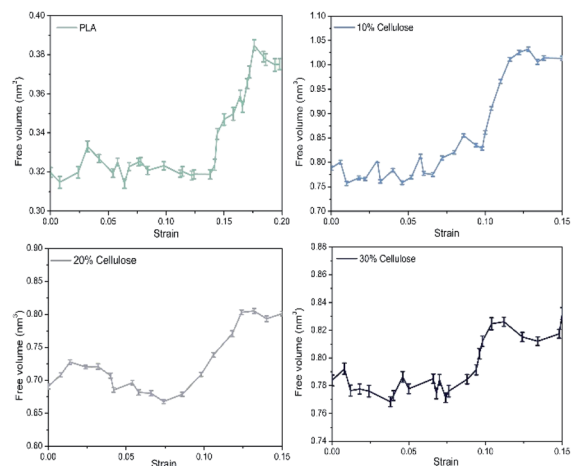 PLA
Free volume (nm³)
0.40
0.38
0.36
0.34
0.32
0.30
0.00 0.05 0.10 0.15 0.20
Strain
10% Cellulose
Free volume (nm³)
1.10
1.05
1.00
0.95
0.90
0.85
0.80
0.75
0.70
0.00 0.05 0.10 0.15
Strain
20% Cellulose
Free volume (nm³)
0.90
0.85
0.80
0.75
0.70
0.65
0.60
0.00 0.05 0.10 0.15
Strain
30% Cellulose
Free volume (nm³)
0.88
0.86
0.84
0.82
0.80
0.78
0.76
0.74
0.00 0.05 0.10 0.15
Strain